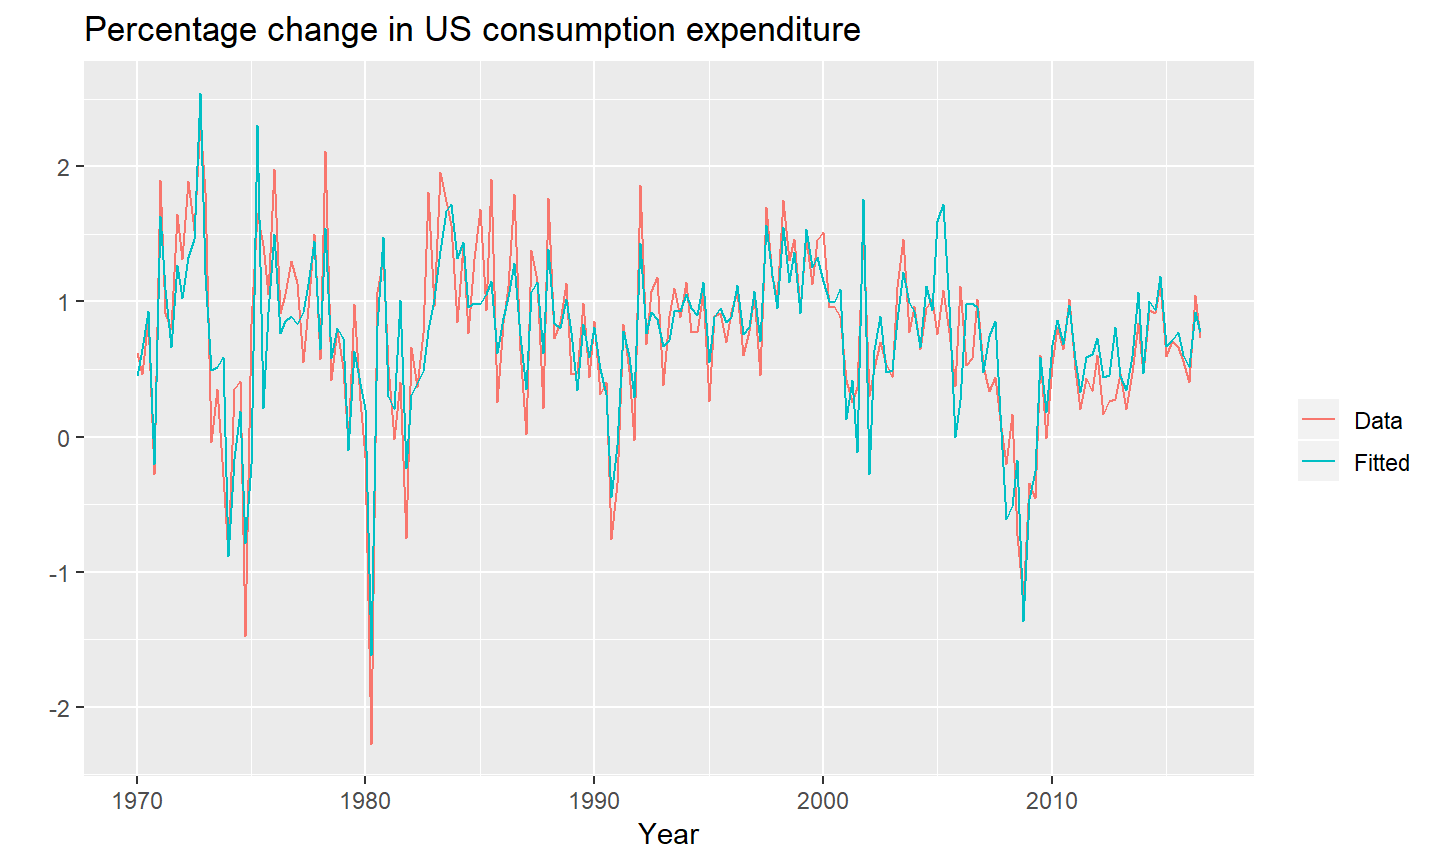 Percentage change in US consumption expenditure
2
1
0
-1
-2
1970 1980 1990 2000 2010
Year
Data
Fitted